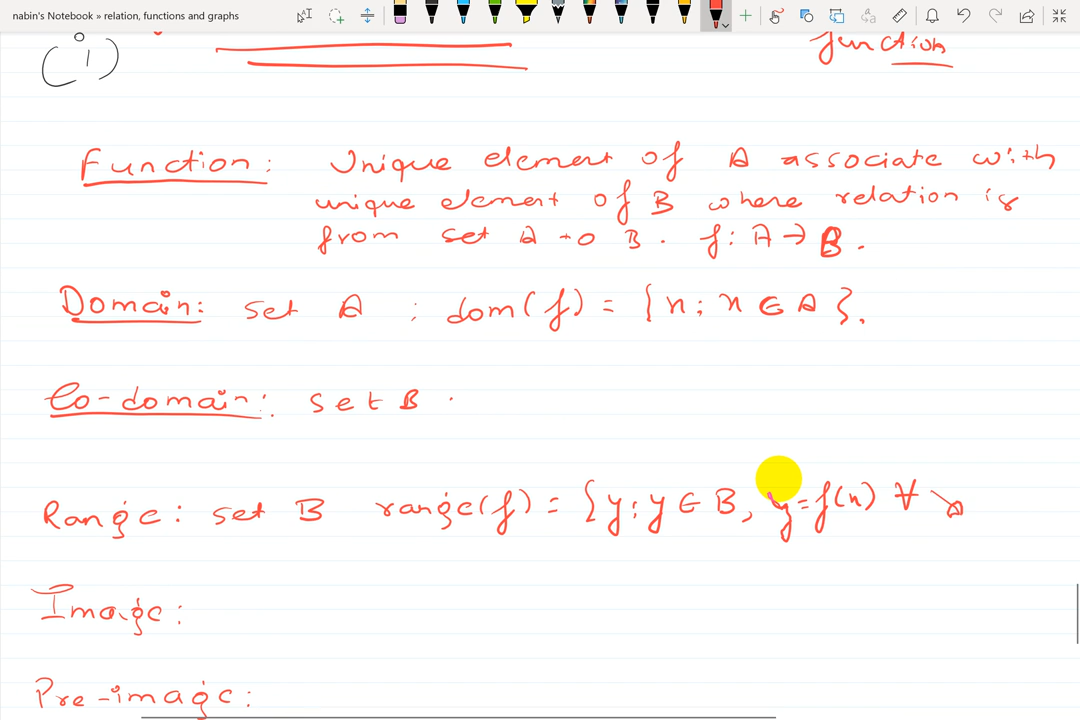 nabin's Notebook » relation, functions and graphs
(i)
function
Function: Unique element of A associate with
unique element of B where relation is
from set A to B. f: A → B.
Domain: set A ; dom(f) = {x; x ∈ A}.
Co-domain: set B.
Range: set B range(f) = {y: y ∈ B, y = f(x) ∀
Image:
Pre-image: